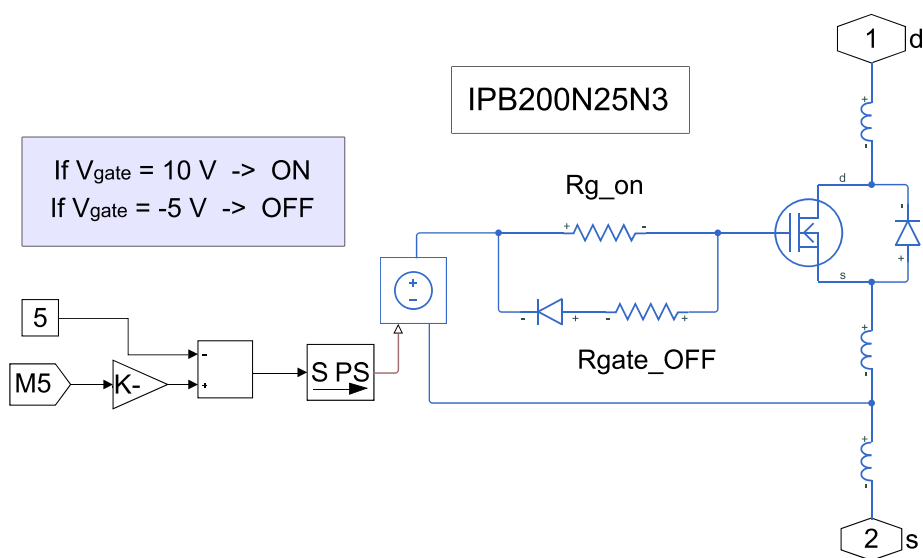 1 d
IPB200N25N3
If Vgate = 10 V -> ON
If Vgate = -5 V -> OFF
Rg_on
+ -
d
s
+
-
5
- + - +
Rgate_OFF
M5
K-
-
+
S PS
+
-
+
-
+
-
-
+
+
-
2 s